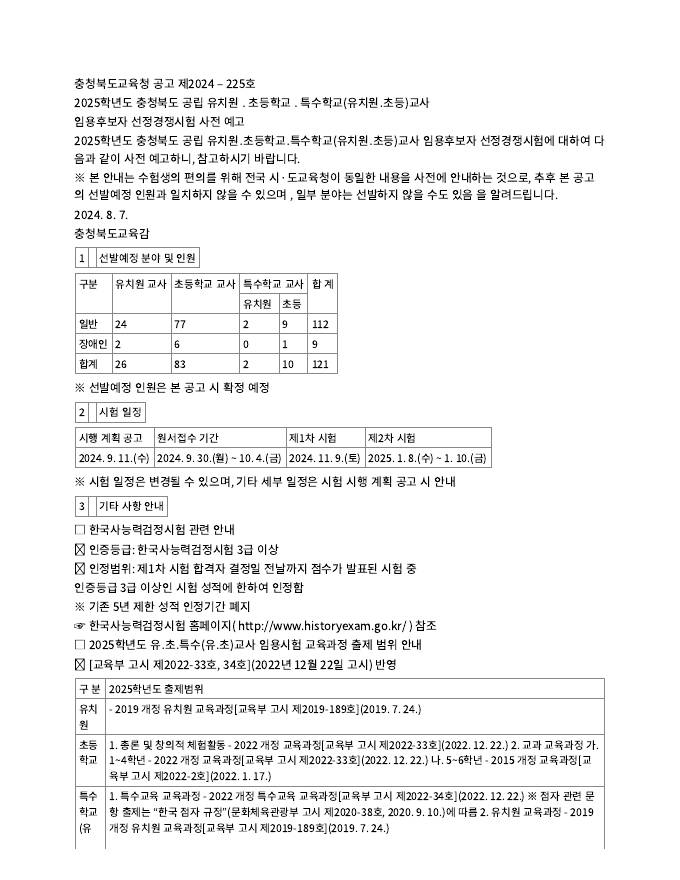 충청북도교육청 공고 제2024 – 225호
2025학년도 충청북도 공립 유치원 . 초등학교 . 특수학교(유치원.초등)교사
임용후보자 선정경쟁시험 사전 예고
2025학년도 충청북도 공립 유치원.초등학교.특수학교(유치원.초등)교사 임용후보자 선정경쟁시험에 대하여 다
음과 같이 사전 예고하니, 참고하시기 바랍니다.
※ 본 안내는 수험생의 편의를 위해 전국 시·도교육청이 동일한 내용을 사전에 안내하는 것으로, 추후 본 공고
의 선발예정 인원과 일치하지 않을 수 있으며 , 일부 분야는 선발하지 않을 수도 있음 을 알려드립니다.
2024. 8. 7.
충청북도교육감
1 선발예정 분야 및 인원
구분 유치원 교사 초등학교 교사 특수학교 교사 합 계
유치원 초등
일반 24 77 2 9 112
장애인 2 6 0 1 9
합계 26 83 2 10 121
※ 선발예정 인원은 본 공고 시 확정 예정
2 시험 일정
시행 계획 공고 원서접수 기간 제1차 시험 제2차 시험
2024. 9. 11.(수) 2024. 9. 30.(월) ~ 10. 4.(금) 2024. 11. 9.(토) 2025. 1. 8.(수) ~ 1. 10.(금)
※ 시험 일정은 변경될 수 있으며, 기타 세부 일정은 시험 시행 계획 공고 시 안내
3 기타 사항 안내
□ 한국사능력검정시험 관련 안내
☒ 인증등급: 한국사능력검정시험 3급 이상
☒ 인정범위: 제1차 시험 합격자 결정일 전날까지 점수가 발표된 시험 중
인증등급 3급 이상인 시험 성적에 한하여 인정함
※ 기존 5년 제한 성적 인정기간 폐지
☞ 한국사능력검정시험 홈페이지( http://www.historyexam.go.kr/ ) 참조
□ 2025학년도 유.초.특수(유.초)교사 임용시험 교육과정 출제 범위 안내
☒ [교육부 고시 제2022-33호, 34호](2022년 12월 22일 고시) 반영
구 분 2025학년도 출제범위
유치 - 2019 개정 유치원 교육과정[교육부 고시 제2019-189호](2019. 7. 24.)
원
초등 1. 총론 및 창의적 체험활동 - 2022 개정 교육과정[교육부 고시 제2022-33호](2022. 12. 22.) 2. 교과 교육과정 가.
학교 1~4학년 - 2022 개정 교육과정[교육부 고시 제2022-33호](2022. 12. 22.) 나. 5~6학년 - 2015 개정 교육과정[교
육부 고시 제2022-2호](2022. 1. 17.)
특수 1. 특수교육 교육과정 - 2022 개정 특수교육 교육과정[교육부 고시 제2022-34호](2022. 12. 22.) ※ 점자 관련 문
학교 항 출제는 “한국 점자 규정”(문화체육관광부 고시 제2020-38호, 2020. 9. 10.)에 따름 2. 유치원 교육과정 - 2019
(유 개정 유치원 교육과정[교육부 고시 제2019-189호](2019. 7. 24.)